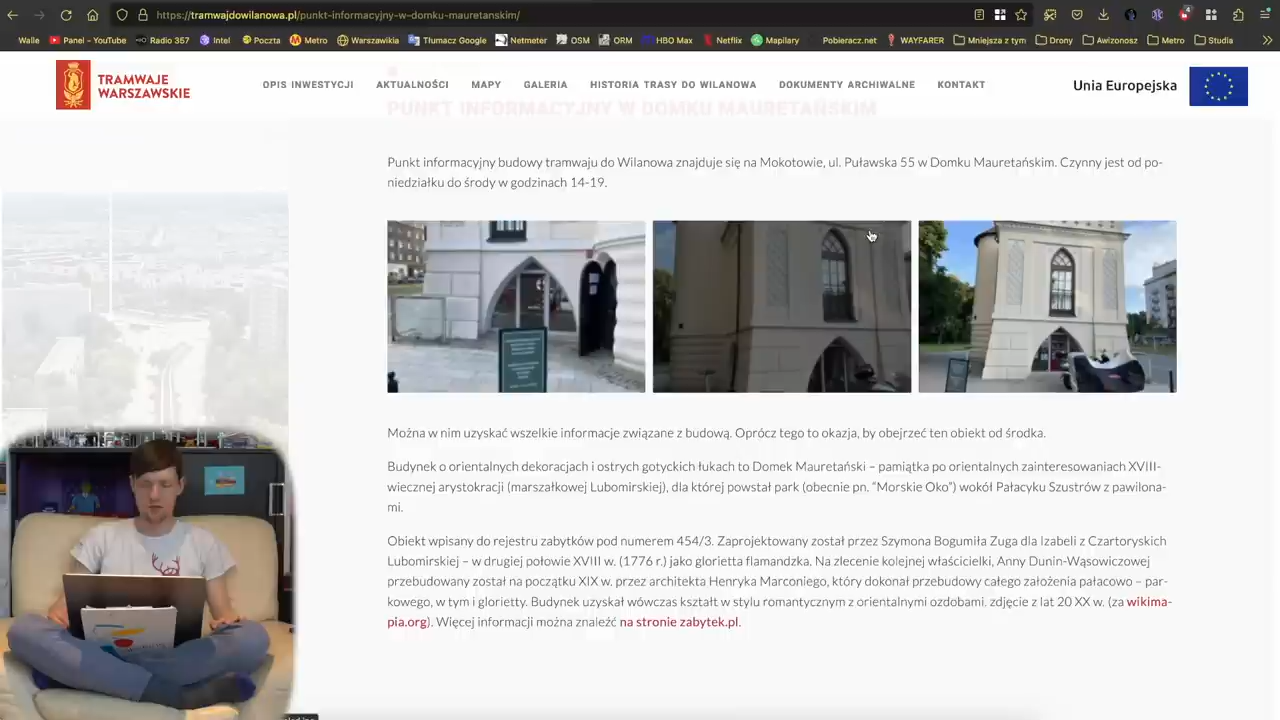 https://tramwajdowilanowa.pl/punkt-informacyjny-w-domku-mauretanskim/
Walle Panel - YouTube Radio 357 Intel Poczta Metro Warszawikia Tłumacz Google Netmeter OSM ORM HBO Max Netflix Mapilary Pobieracz.net WAYFARER Mniejsza z tym Drony Awizonosz Metro Studia
TRAMWAJE
WARSZAWSKIE
OPIS INWESTYCJI AKTUALNOŚCI MAPY GALERIA HISTORIA TRASY DO WILANOWA DOKUMENTY ARCHIWALNE KONTAKT
Unia Europejska
PUNKT INFORMACYJNY W DOMKU MAURETAŃSKIM
Punkt informacyjny budowy tramwaju do Wilanowa znajduje się na Mokotowie, ul. Puławska 55 w Domku Mauretańskim. Czynny jest od po-
niedziałku do środy w godzinach 14-19.
Można w nim uzyskać wszelkie informacje związane z budową. Oprócz tego to okazja, by obejrzeć ten obiekt od środka.
Budynek o orientalnych dekoracjach i ostrych gotyckich łukach to Domek Mauretański – pamiątka po orientalnych zainteresowaniach XVIII-
wiecznej arystokracji (marszałkowej Lubomirskiej), dla której powstał park (obecnie pn. “Morskie Oko”) wokół Pałacyku Szustrów z pawilona-
mi.
Obiekt wpisany do rejestru zabytków pod numerem 454/3. Zaprojektowany został przez Szymona Bogumiła Zuga dla Izabeli z Czartoryskich
Lubomirskiej – w drugiej połowie XVIII w. (1776 r.) jako glorietta flamandzka. Na zlecenie kolejnej właścicielki, Anny Dunin-Wąsowiczowej
przebudowany został na początku XIX w. przez architekta Henryka Marconiego, który dokonał przebudowy całego założenia pałacowo – par-
kowego, w tym i glorietty. Budynek uzyskał wówczas kształt w stylu romantycznym z orientalnymi ozdobami. zdjęcie z lat 20 XX w. (za wikima-
pia.org). Więcej informacji można znaleźć na stronie zabytek.pl.